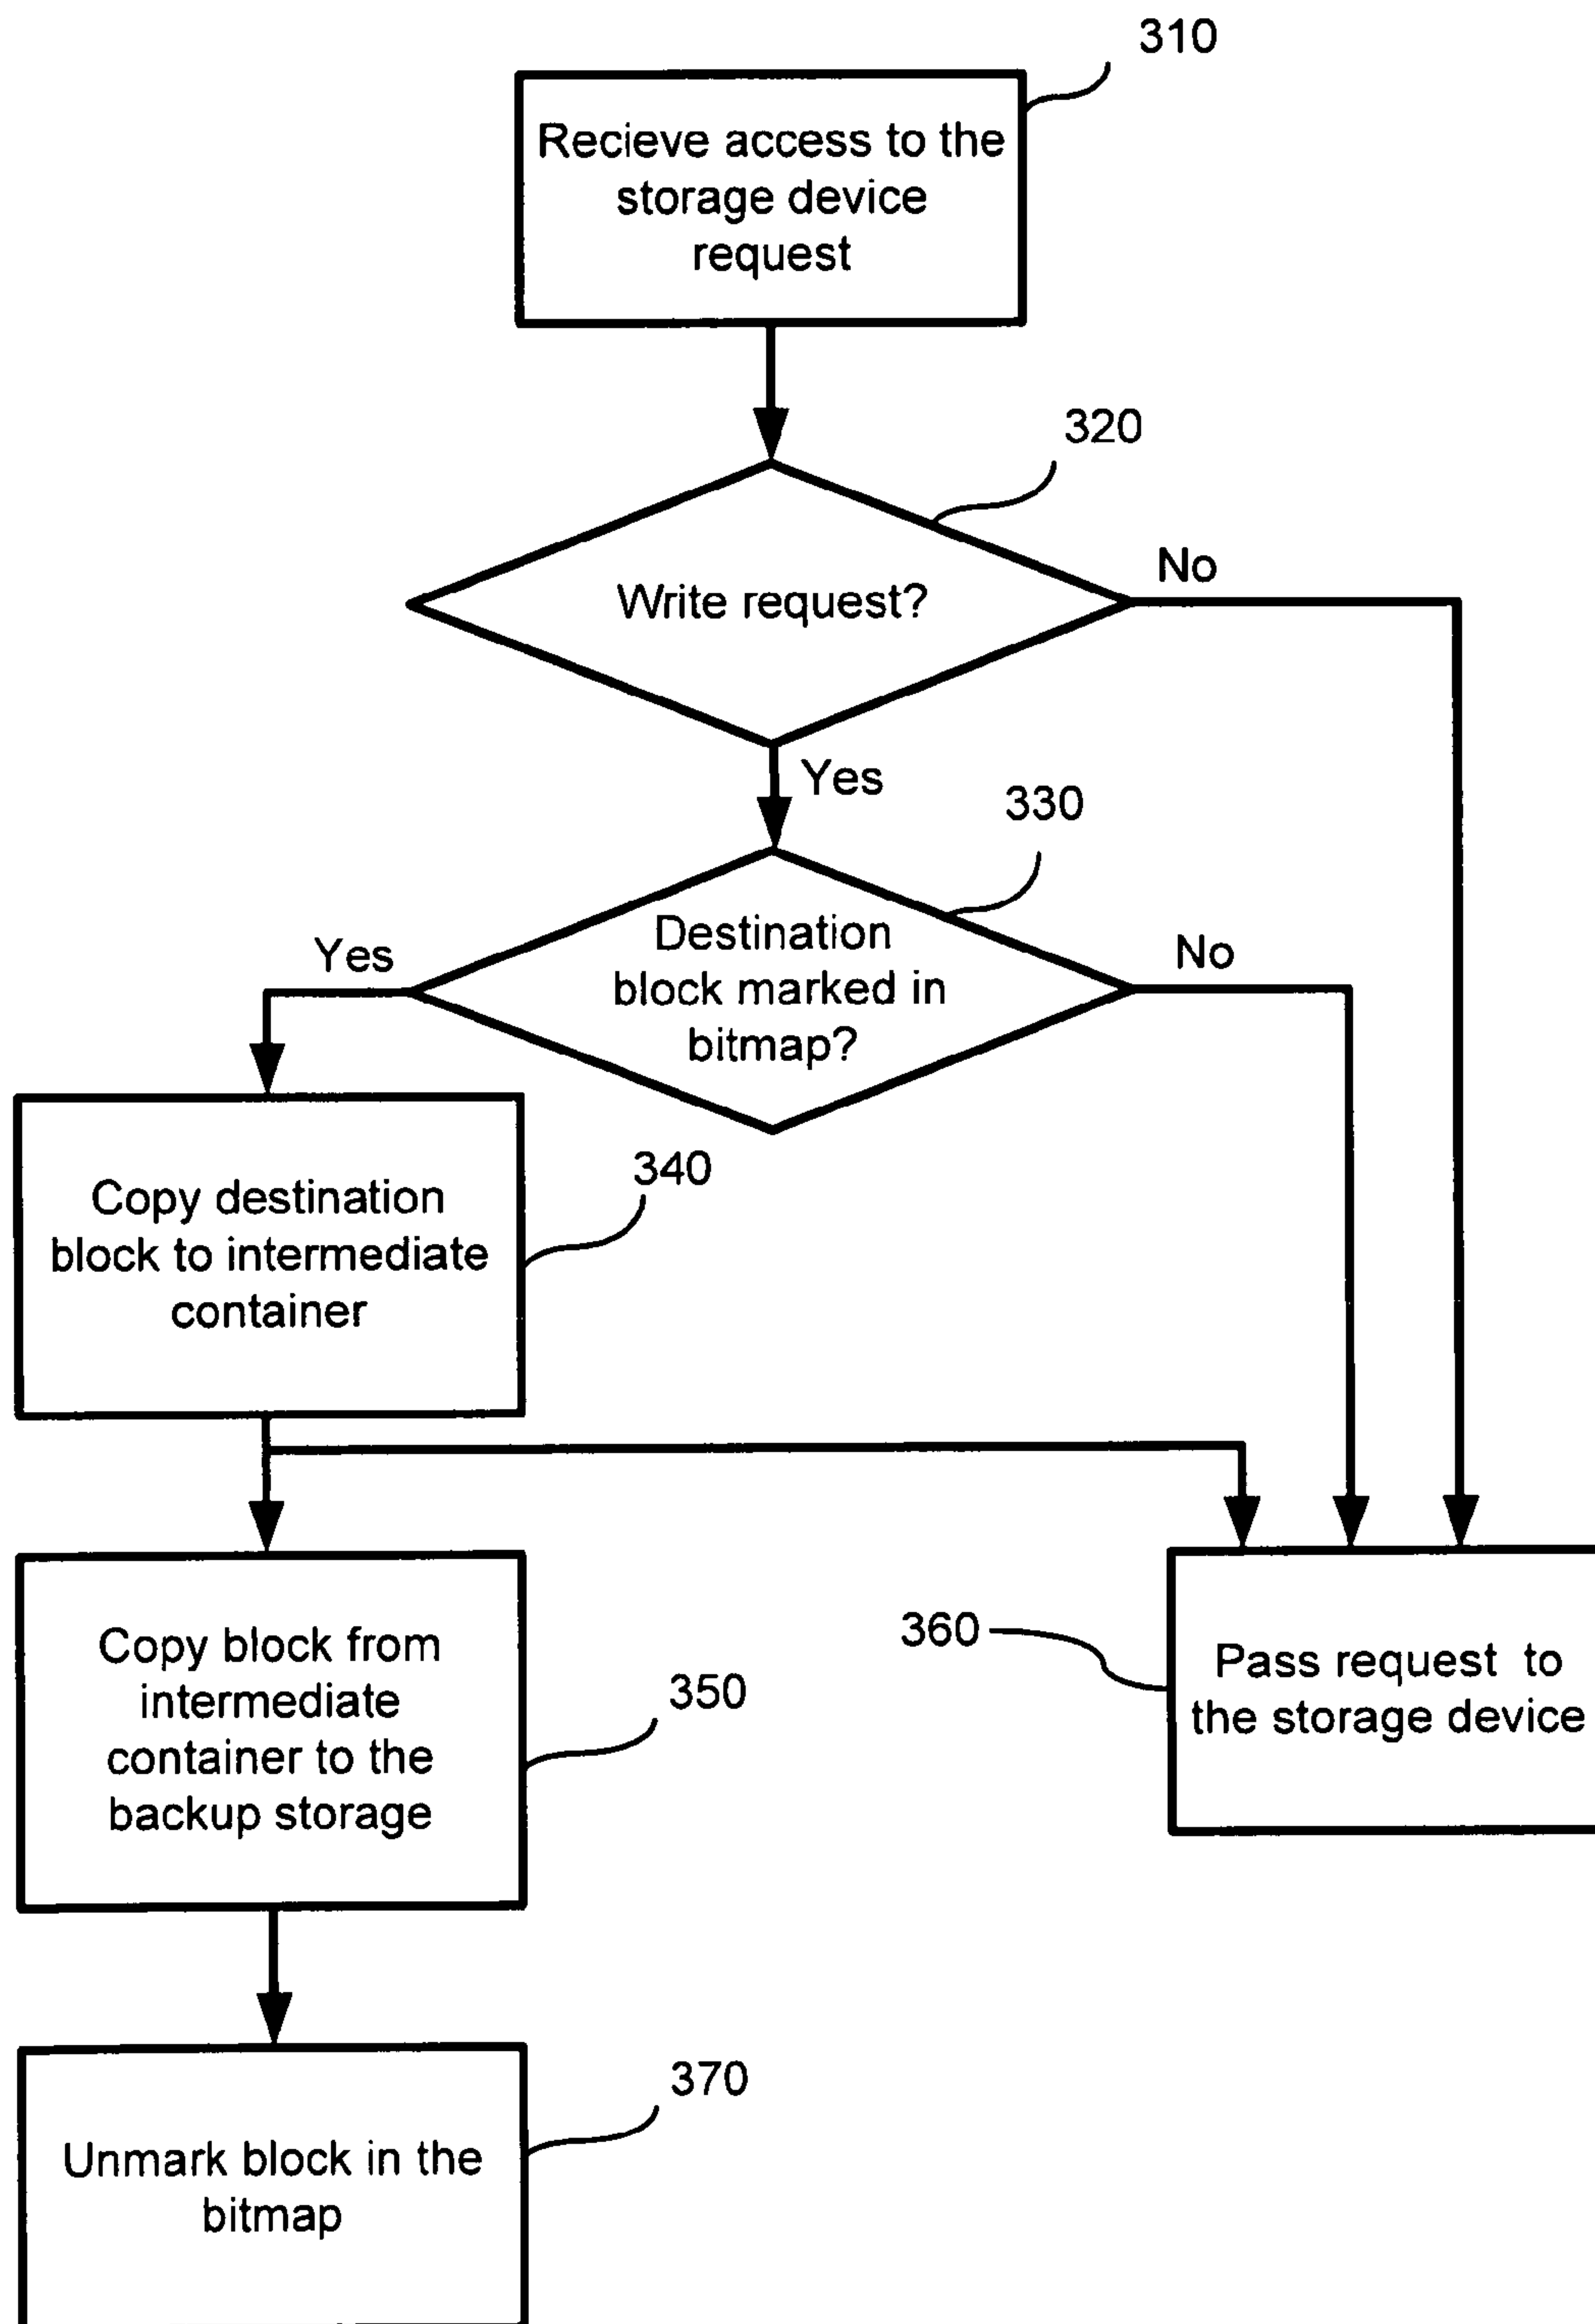 310
Recieve access to the
storage device
request
320
Write request?
No
Yes
330
Destination
block marked in
bitmap?
Yes
No
340
Copy destination
block to intermediate
container
Copy block from
intermediate
container to the
backup storage
350
360
Pass request to
the storage device
370
Unmark block in the
bitmap